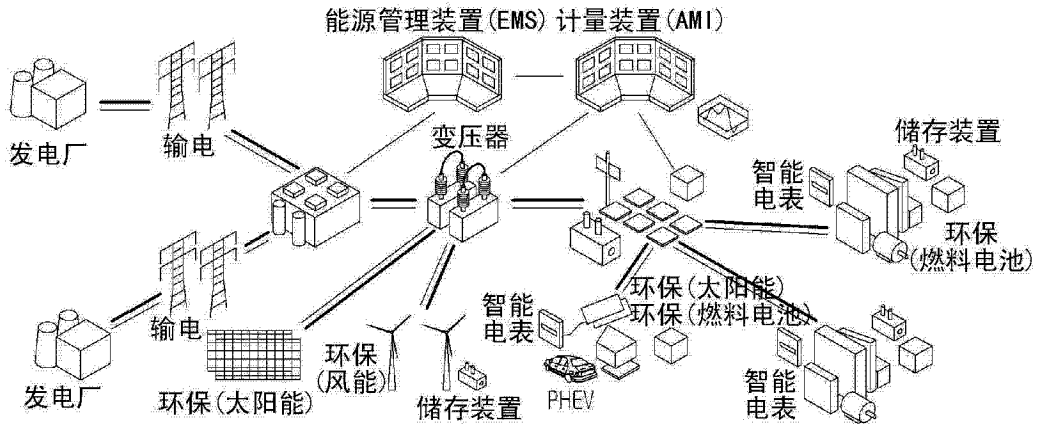 能源管理装置(EMS) 计量装置(AMI)
发电厂
输电
变压器
储存装置
智能
电表
环保
(燃料电池)
发电厂
输电
环保(太阳能)
环保
(风能)
储存装置
智能
电表
PHEV
环保(太阳能)
环保(燃料电池)
智能
电表